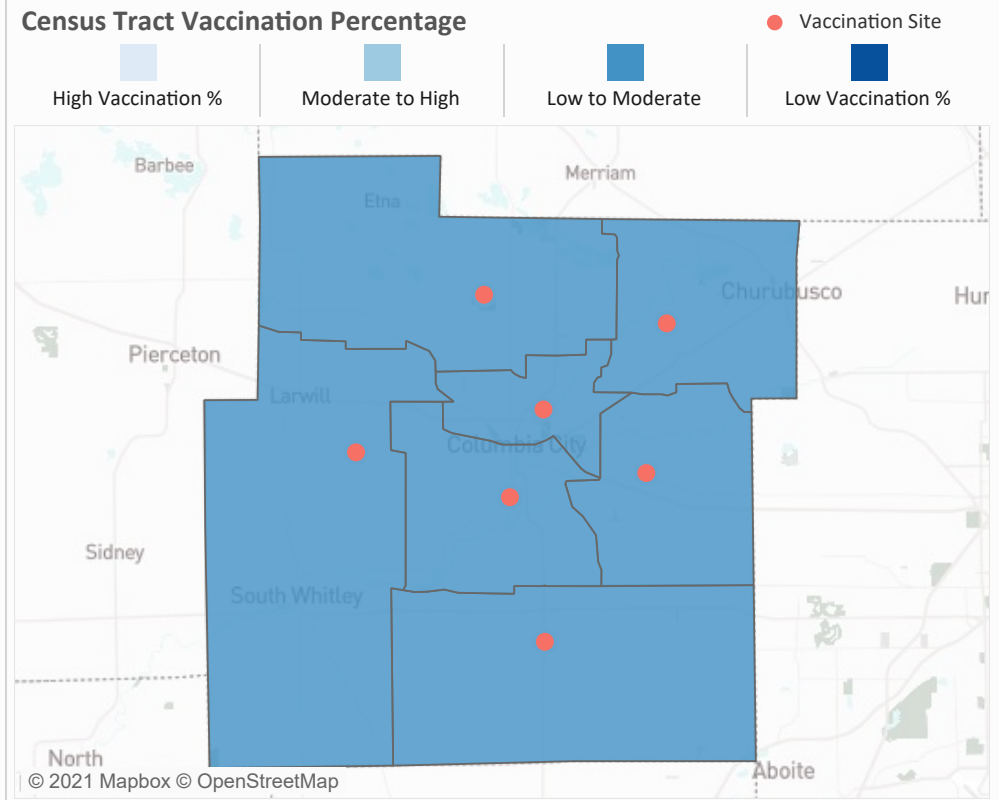 Census Tract Vaccination Percentage
Vaccination Site
High Vaccination %
Moderate to High
Low to Moderate
Low Vaccination %
Barbee
Merriam
Etna
Churubusco
Hur
Pierceton
Larwill
Columbia City
Sidney
South Whitley
North
Aboite
© 2021 Mapbox © OpenStreetMap